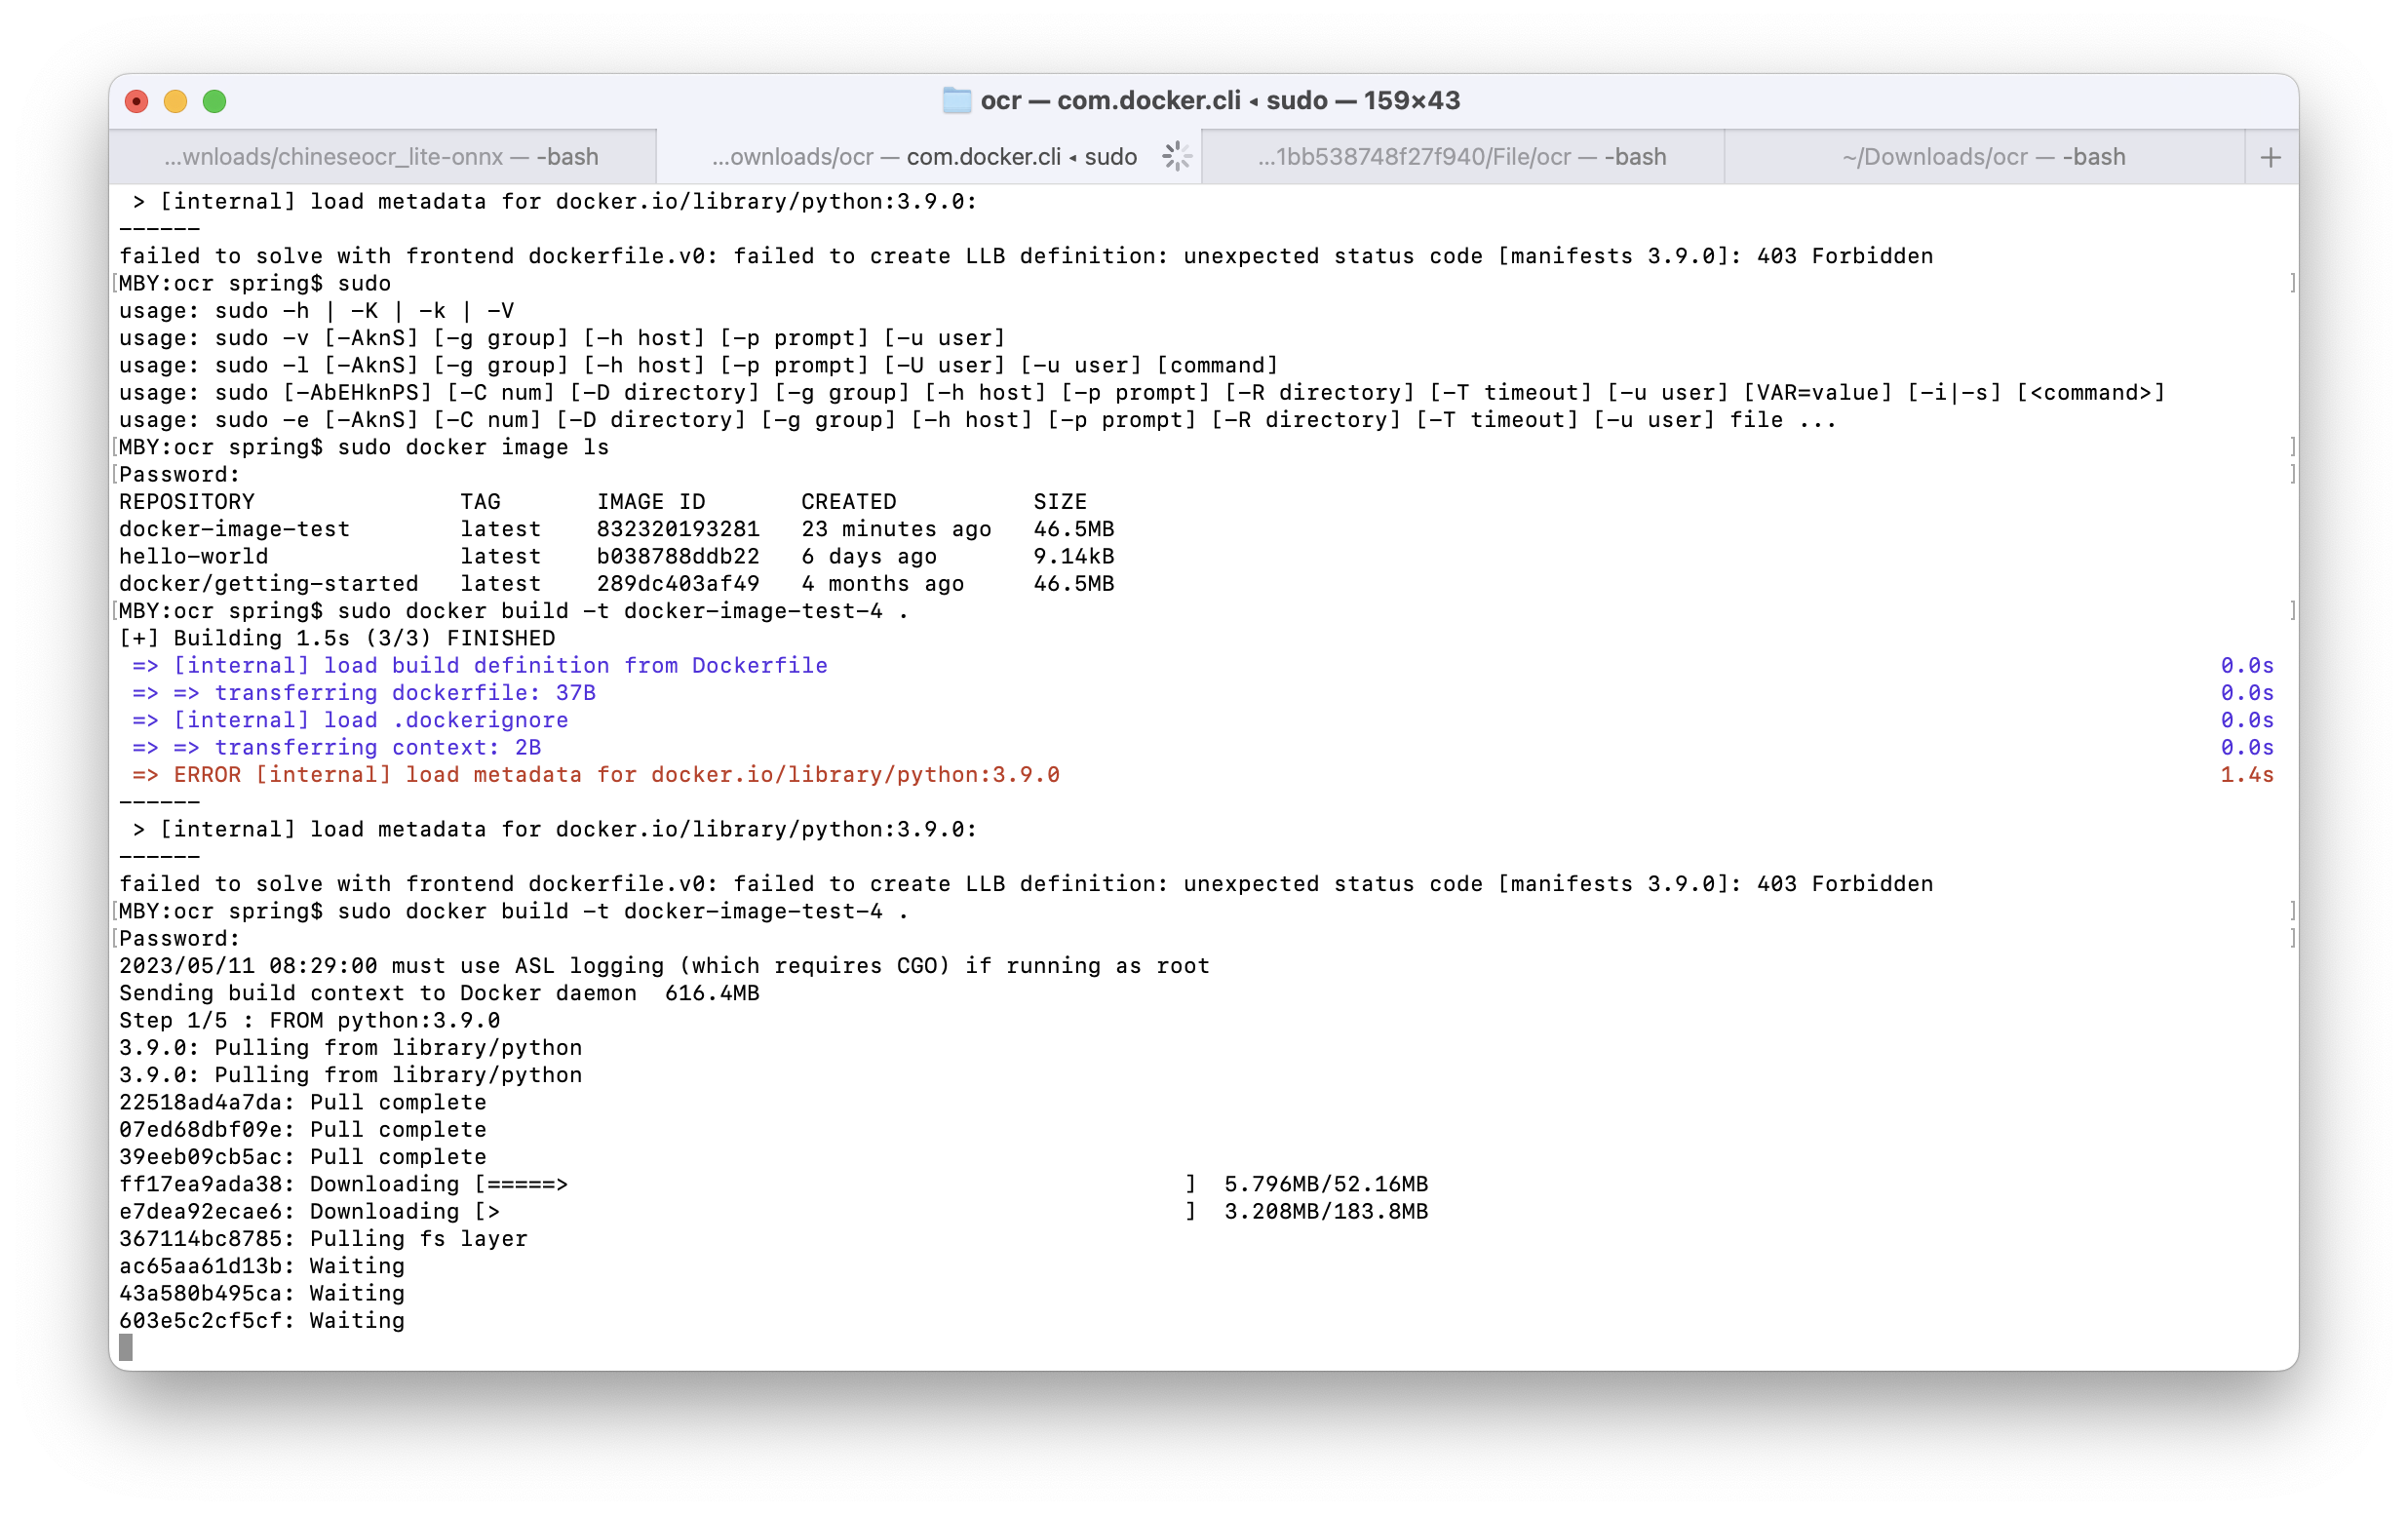 ocr — com.docker.cli ◂ sudo — 159×43
...wnloads/chineseocr_lite-onnx — -bash
...ownloads/ocr — com.docker.cli ◂ sudo
...1bb538748f27f940/File/ocr — -bash
~/Downloads/ocr — -bash
+
> [internal] load metadata for docker.io/library/python:3.9.0:
------
failed to solve with frontend dockerfile.v0: failed to create LLB definition: unexpected status code [manifests 3.9.0]: 403 Forbidden
[MBY:ocr spring$ sudo ]
usage: sudo -h | -K | -k | -V
usage: sudo -v [-AknS] [-g group] [-h host] [-p prompt] [-u user]
usage: sudo -l [-AknS] [-g group] [-h host] [-p prompt] [-U user] [-u user] [command]
usage: sudo [-AbEHknPS] [-C num] [-D directory] [-g group] [-h host] [-p prompt] [-R directory] [-T timeout] [-u user] [VAR=value] [-i|-s] [<command>]
usage: sudo -e [-AknS] [-C num] [-D directory] [-g group] [-h host] [-p prompt] [-R directory] [-T timeout] [-u user] file ...
[MBY:ocr spring$ sudo docker image ls ]
[Password: ]
REPOSITORY TAG IMAGE ID CREATED SIZE
docker-image-test latest 832320193281 23 minutes ago 46.5MB
hello-world latest b038788ddb22 6 days ago 9.14kB
docker/getting-started latest 289dc403af49 4 months ago 46.5MB
[MBY:ocr spring$ sudo docker build -t docker-image-test-4 . ]
[+] Building 1.5s (3/3) FINISHED
=> [internal] load build definition from Dockerfile 0.0s
=> => transferring dockerfile: 37B 0.0s
=> [internal] load .dockerignore 0.0s
=> => transferring context: 2B 0.0s
=> ERROR [internal] load metadata for docker.io/library/python:3.9.0 1.4s
------
> [internal] load metadata for docker.io/library/python:3.9.0:
------
failed to solve with frontend dockerfile.v0: failed to create LLB definition: unexpected status code [manifests 3.9.0]: 403 Forbidden
[MBY:ocr spring$ sudo docker build -t docker-image-test-4 . ]
[Password: ]
2023/05/11 08:29:00 must use ASL logging (which requires CGO) if running as root
Sending build context to Docker daemon 616.4MB
Step 1/5 : FROM python:3.9.0
3.9.0: Pulling from library/python
3.9.0: Pulling from library/python
22518ad4a7da: Pull complete
07ed68dbf09e: Pull complete
39eeb09cb5ac: Pull complete
ff17ea9ada38: Downloading [=====> ] 5.796MB/52.16MB
e7dea92ecae6: Downloading [> ] 3.208MB/183.8MB
367114bc8785: Pulling fs layer
ac65aa61d13b: Waiting
43a580b495ca: Waiting
603e5c2cf5cf: Waiting